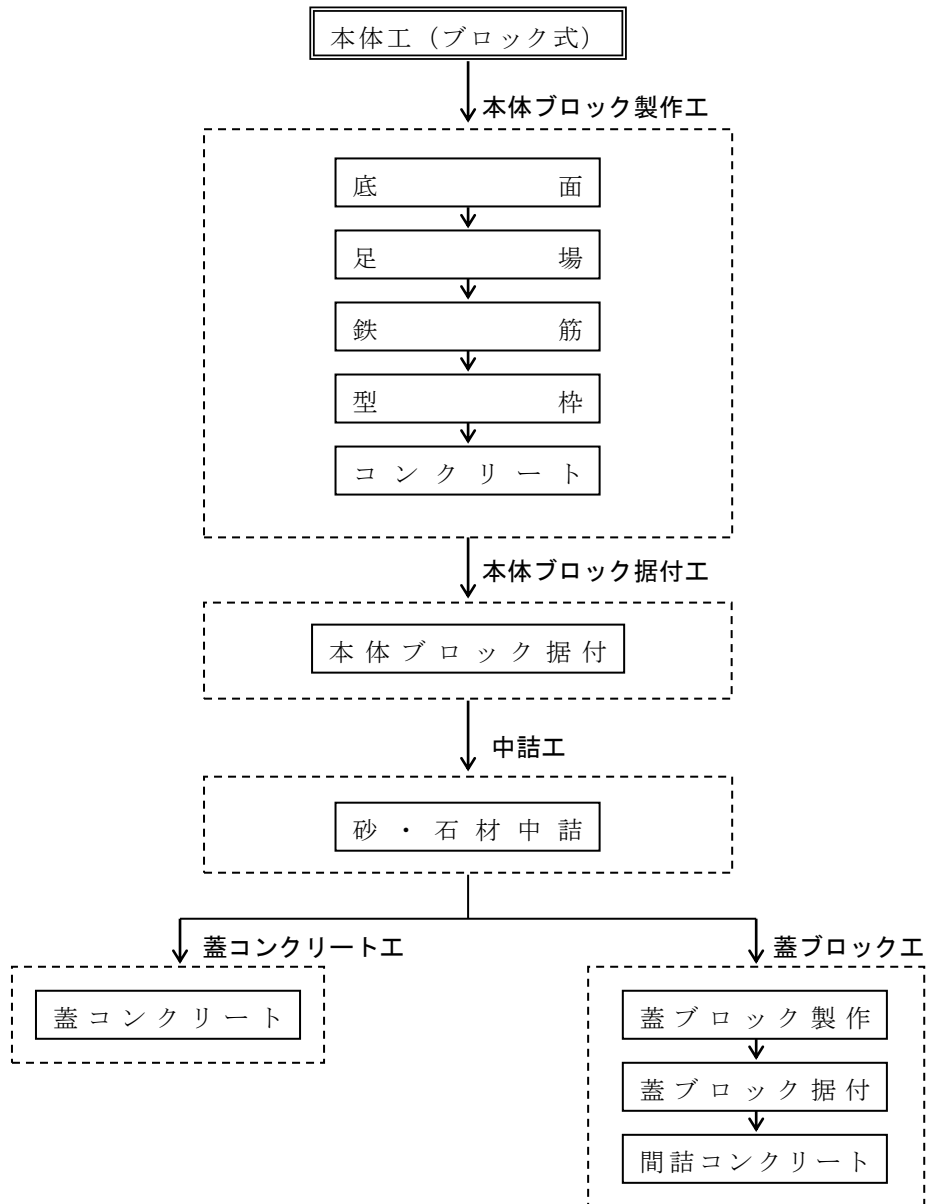 本体工（ブロック式）
本体ブロック製作工
底面
足場
鉄筋
型枠
コンクリート
本体ブロック据付工
本体ブロック据付
中詰工
砂・石材中詰
蓋コンクリート工
蓋コンクリート
蓋ブロック工
蓋ブロック製作
蓋ブロック据付
間詰コンクリート